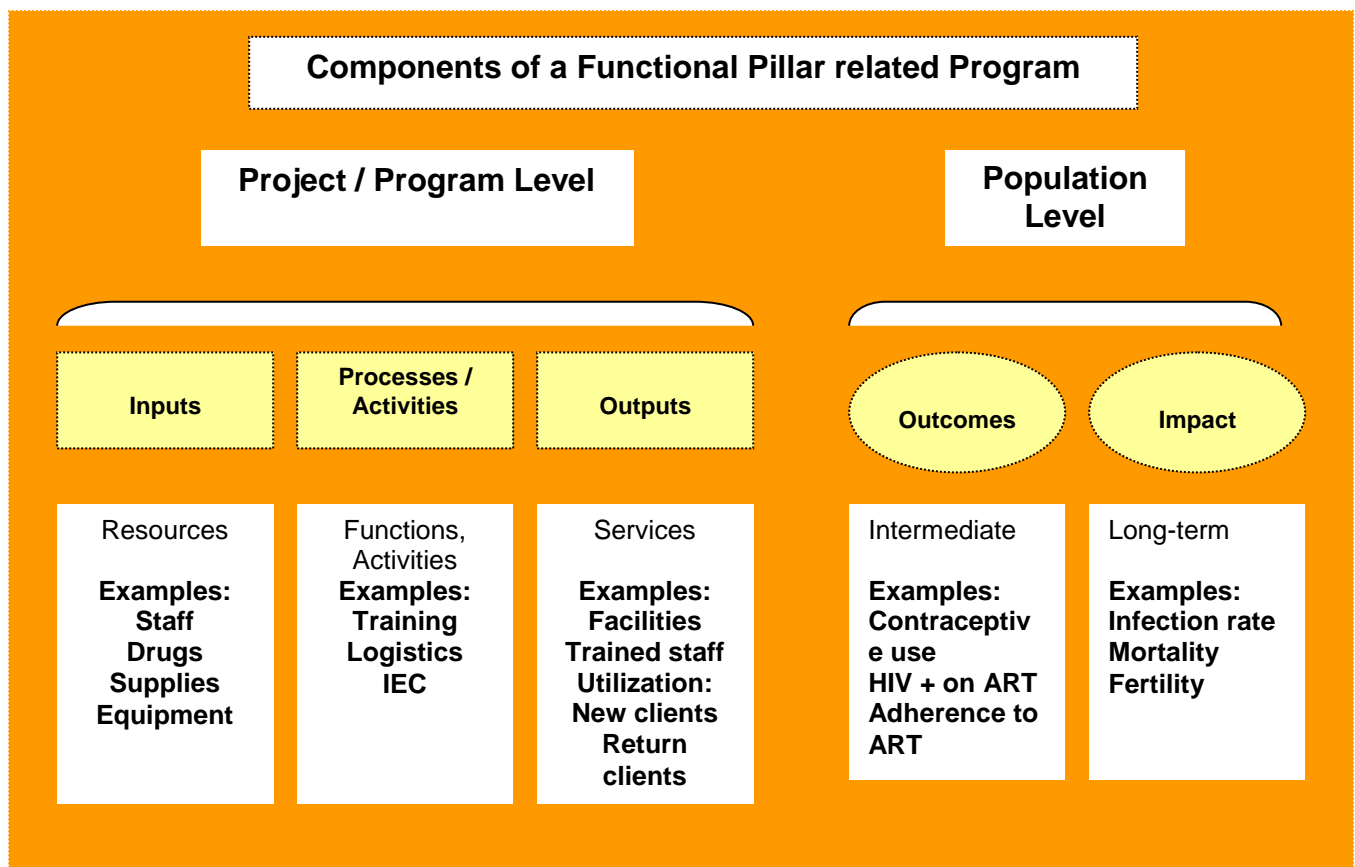 Components of a Functional Pillar related Program
Project / Program Level
Population
Level
Inputs
Processes /
Activities
Outputs
Outcomes
Impact
Resources
Examples:
Staff
Drugs
Supplies
Equipment
Functions,
Activities
Examples:
Training
Logistics
IEC
Services
Examples:
Facilities
Trained staff
Utilization:
New clients
Return
clients
Intermediate
Examples:
Contraceptiv
e use
HIV + on ART
Adherence to
ART
Long-term
Examples:
Infection rate
Mortality
Fertility